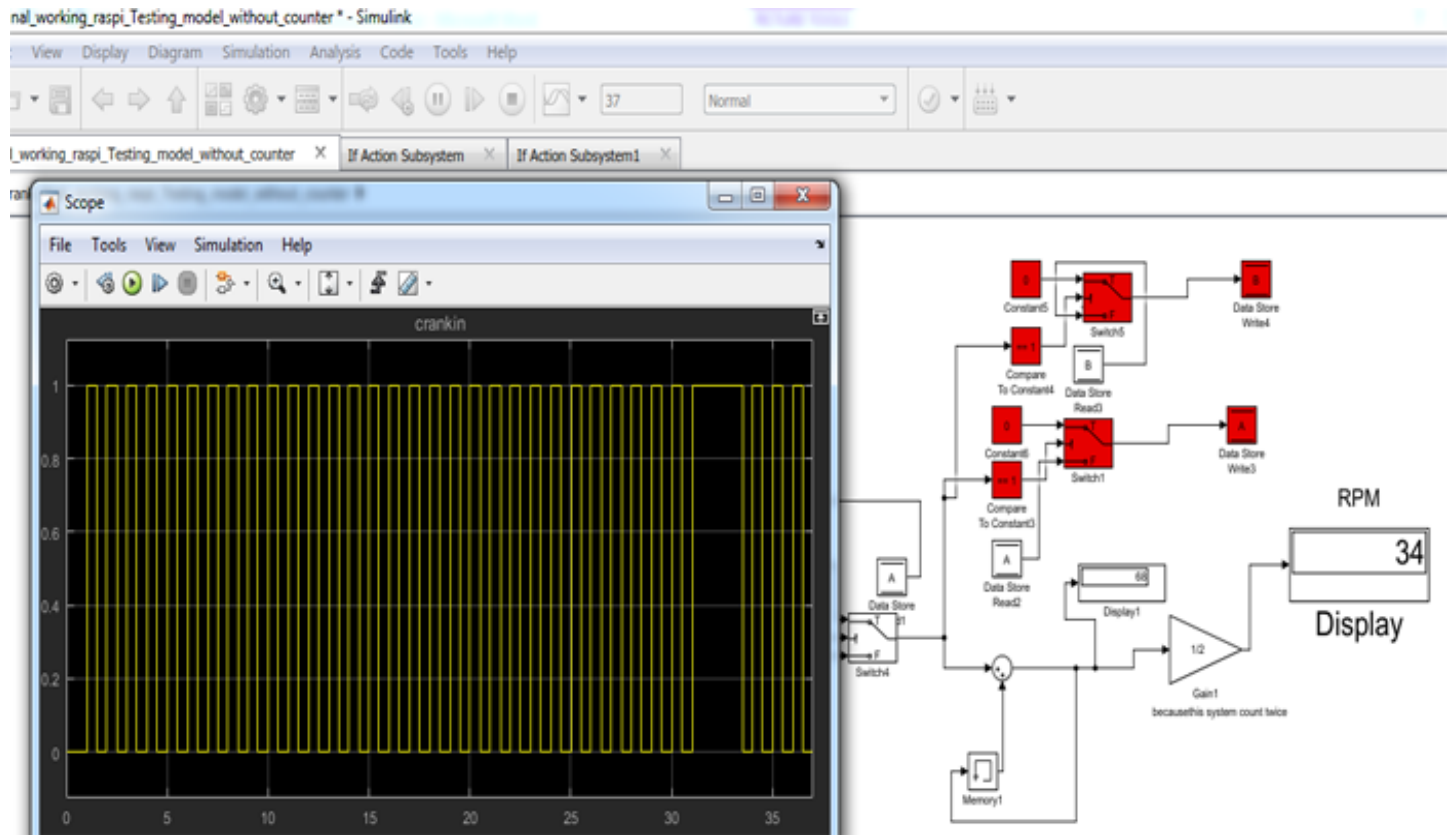 nal_working_raspi_Testing_model_without_counter * - Simulink
View Display Diagram Simulation Analysis Code Tools Help
37
Normal
l_working_raspi_Testing_model_without_counter
If Action Subsystem
If Action Subsystem1
Scope
File Tools View Simulation Help
crankin
1
0.8
0.6
0.4
0.2
0
0 5 10 15 20 25 30 35
0
Constant5
Switch5
B
Data Store
Write4
== 1
Compare
To Constant4
B
Data Store
Read3
0
Constant6
Switch1
A
Data Store
Write3
== 1
Compare
To Constant3
A
Data Store
Read2
A
Data Store
T
F
Switch4
68
Display1
1/2
Gain1
becausethis system count twice
RPM
34
Display
Memory1